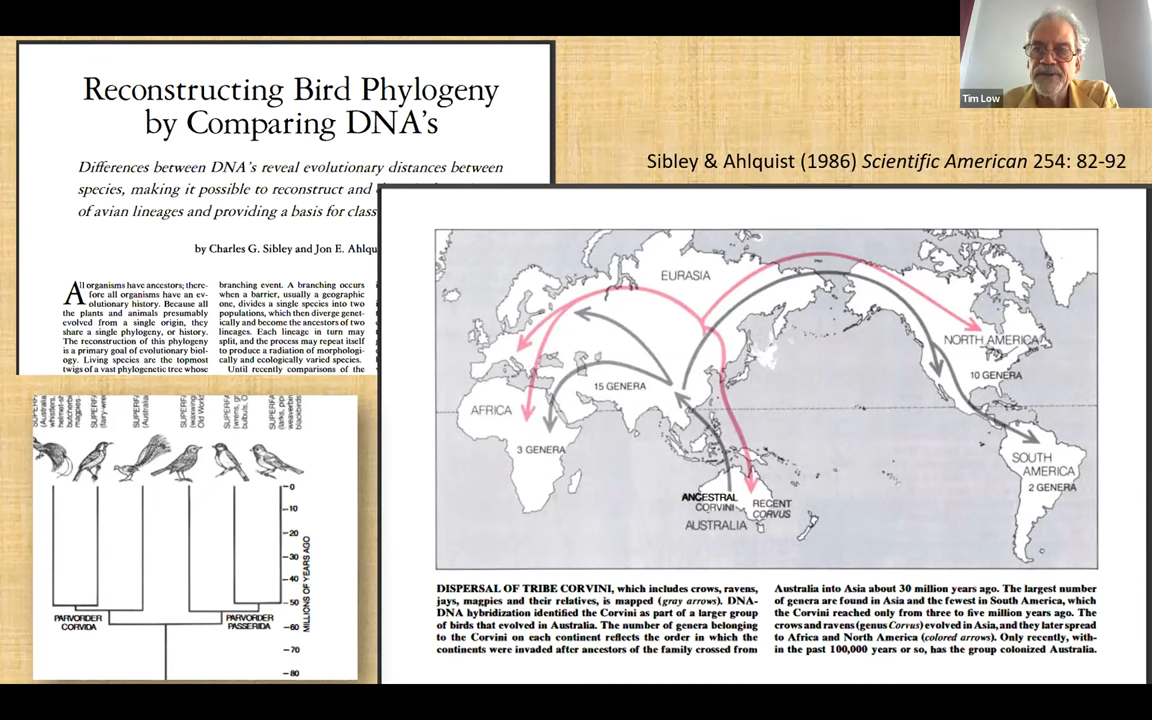 Reconstructing Bird Phylogeny
by Comparing DNA's
Differences between DNA's reveal evolutionary distances between
species, making it possible to reconstruct and
of avian lineages and providing a basis for class
by Charles G. Sibley and Jon E. Ahlqu
All organisms have ancestors; there-
fore all organisms have an ev-
olutionary history. Because all
the plants and animals presumably
evolved from a single origin, they
share a single phylogeny, or history.
The reconstruction of this phylogeny
is a primary goal of evolutionary biol-
ogy. Living species are the topmost
twigs of a vast phylogenetic tree whose
branching event. A branching occurs
when a barrier, usually a geographic
one, divides a single species into two
populations, which then diverge genet-
ically and become the ancestors of two
lineages. Each lineage in turn may
split, and the process may repeat itself
to produce a radiation of morphologi-
cally and ecologically varied species.
Until recently comparisons of the
Tim Low
Sibley & Ahlquist (1986) Scientific American 254: 82-92
EURASIA
NORTH AMERICA
10 GENERA
15 GENERA
AFRICA
3 GENERA
SOUTH
AMERICA
2 GENERA
ANCESTRAL
CORVINI
RECENT
CORVUS
AUSTRALIA
DISPERSAL OF TRIBE CORVINI, which includes crows, ravens,
jays, magpies and their relatives, is mapped (gray arrows). DNA-
DNA hybridization identified the Corvini as part of a larger group
of birds that evolved in Australia. The number of genera belonging
to the Corvini on each continent reflects the order in which the
continents were invaded after ancestors of the family crossed from
Australia into Asia about 30 million years ago. The largest number
of genera are found in Asia and the fewest in South America, which
the Corvini reached only from three to five million years ago. The
crows and ravens (genus Corvus) evolved in Asia, and they later spread
to Africa and North America (colored arrows). Only recently, with-
in the past 100,000 years or so, has the group colonized Australia.
SUPERF
(Australia
whistlers,
helmet-sh
butcherbi
magpies
SUPERFA
(fairy-wre
SUPERFA
(Australia
SUPERFA
(waxwing
Old World
SUPERFA
(wrens, g
bulbuls, O
SUPERFA
(larks, pip
weaverbir
blackbirds
0
10
20
30
40
50
60
70
80
MILLIONS OF YEARS AGO
PARVORDER
CORVIDA
PARVORDER
PASSERIDA